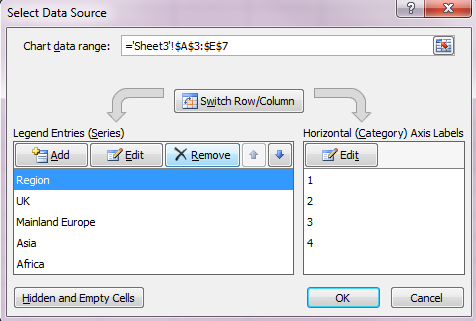 Select Data Source
Chart data range: ='Sheet3'!$A$3:$E$7
Switch Row/Column
Legend Entries (Series)
Add Edit Remove
Region
UK
Mainland Europe
Asia
Africa
Horizontal (Category) Axis Labels
Edit
1
2
3
4
Hidden and Empty Cells
OK Cancel